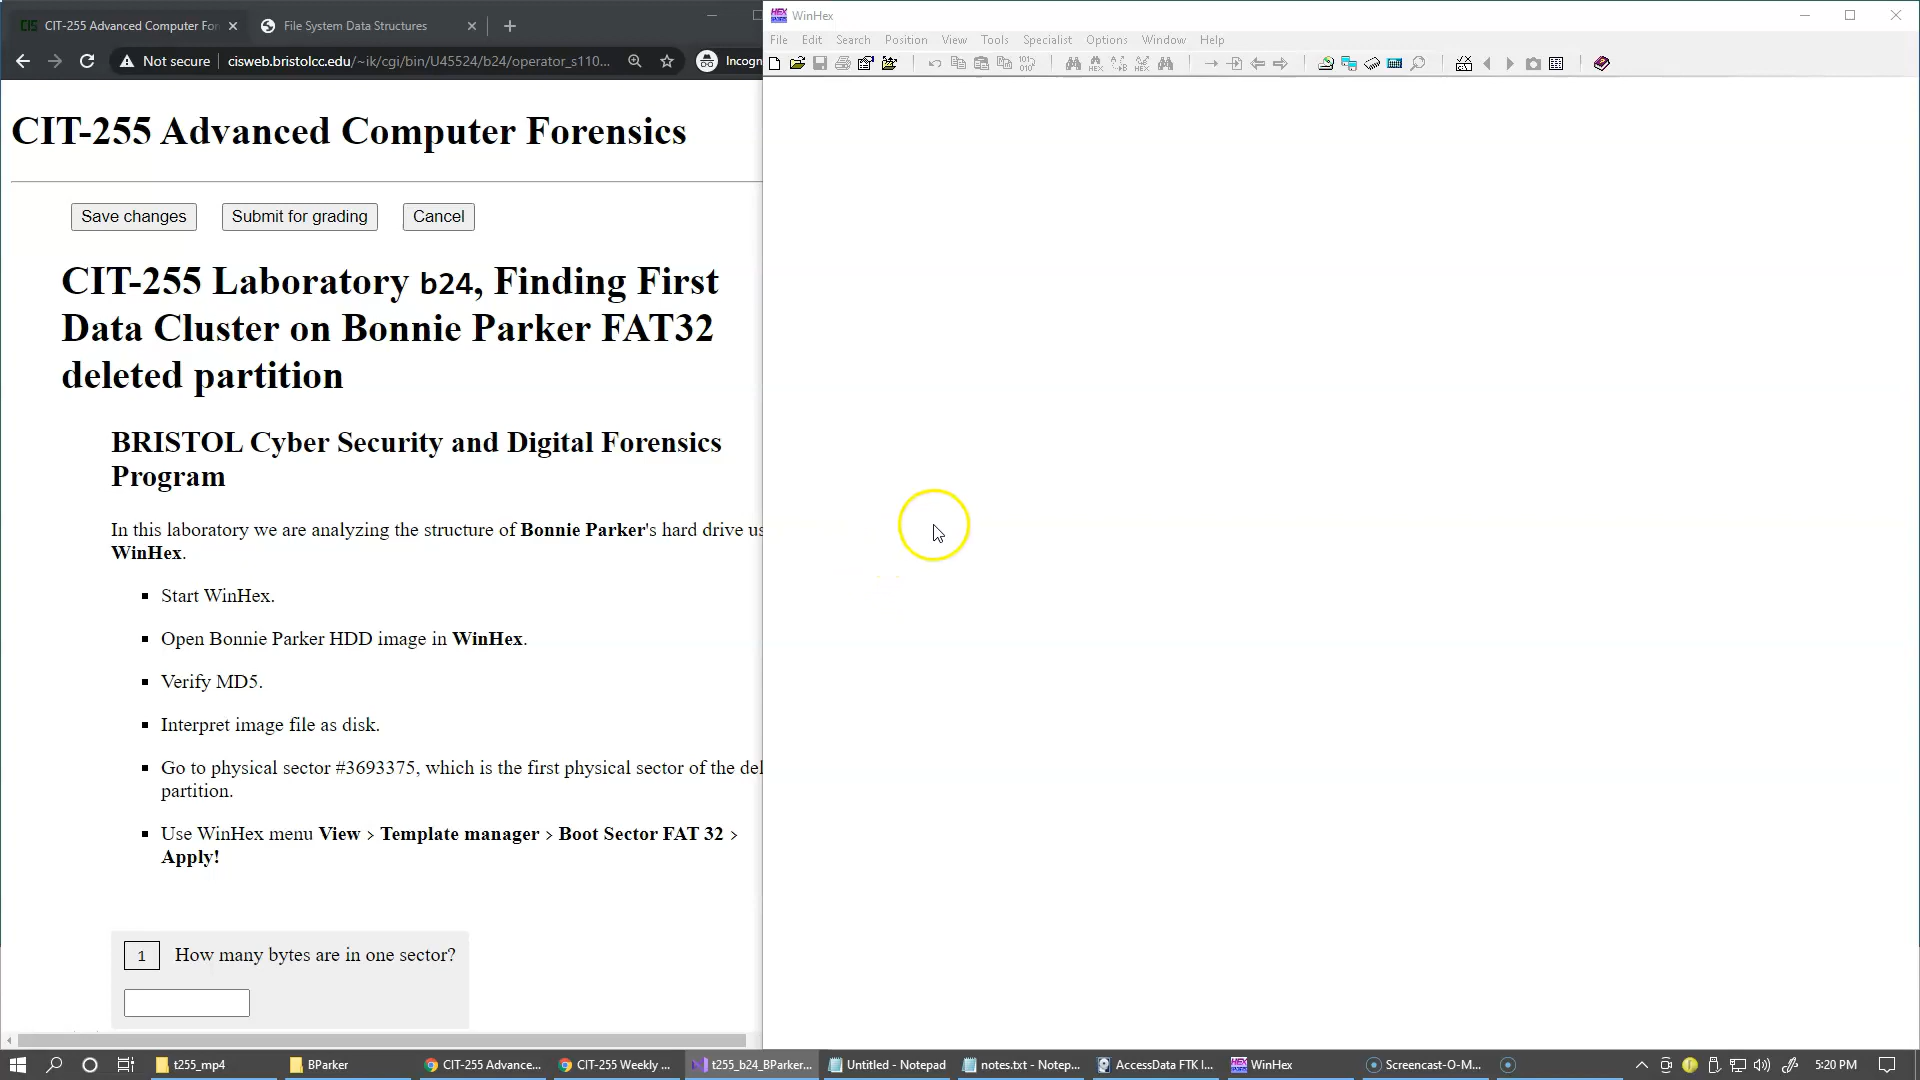 CIT-255 Advanced Computer For
File System Data Structures
WinHex
File Edit Search Position View Tools Specialist Options Window Help
Not secure cisweb.bristolcc.edu/~ik/cgi/bin/U45524/b24/operator_s110... Incogn
CIT-255 Advanced Computer Forensics
Save changes Submit for grading Cancel
CIT-255 Laboratory b24, Finding First
Data Cluster on Bonnie Parker FAT32
deleted partition
BRISTOL Cyber Security and Digital Forensics
Program
In this laboratory we are analyzing the structure of Bonnie Parker's hard drive us
WinHex.
Start WinHex.
Open Bonnie Parker HDD image in WinHex.
Verify MD5.
Interpret image file as disk.
Go to physical sector #3693375, which is the first physical sector of the del
partition.
Use WinHex menu View > Template manager > Boot Sector FAT 32 >
Apply!
1 How many bytes are in one sector?
t255_mp4 BParker CIT-255 Advance... CIT-255 Weekly ... t255_b24_BParker... Untitled - Notepad notes.txt - Notep... AccessData FTK I... WinHex Screencast-O-M... 5:20 PM